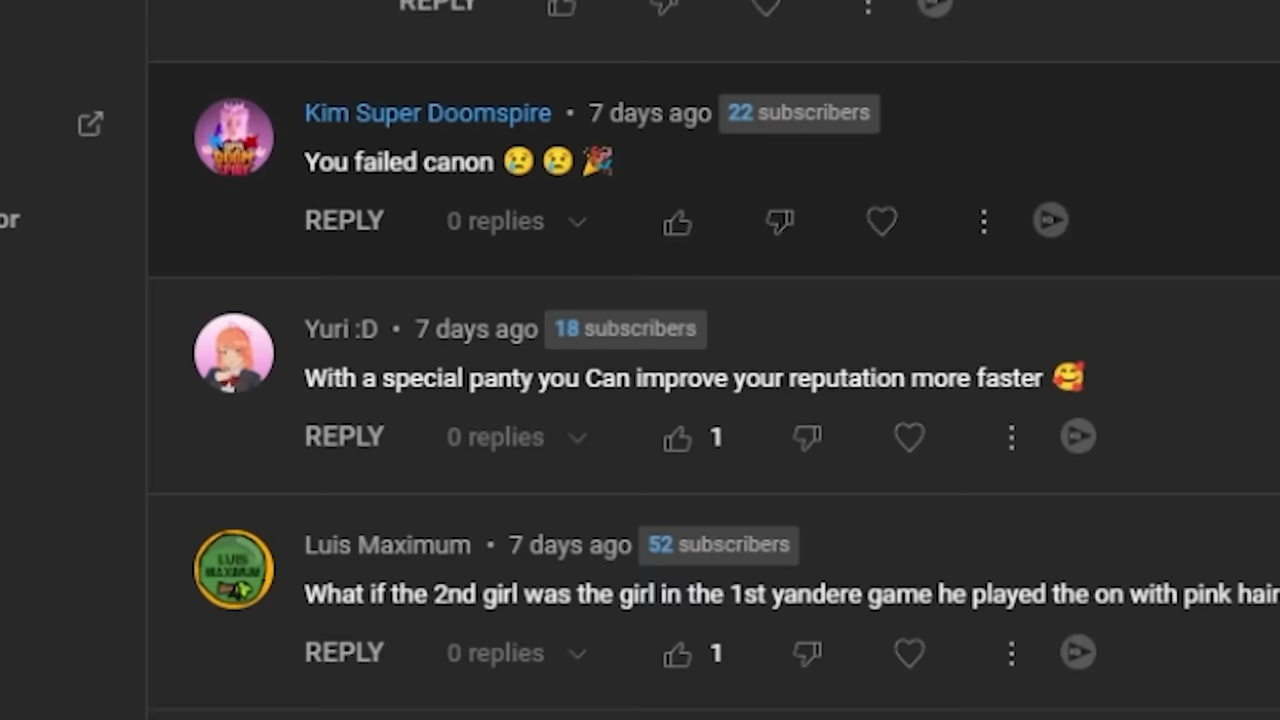 REPLY
Kim Super Doomspire • 7 days ago 22 subscribers
You failed canon 😢 😢 🎉
REPLY 0 replies
or
Yuri :D • 7 days ago 18 subscribers
With a special panty you Can improve your reputation more faster 🥰
REPLY 0 replies 1
Luis Maximum • 7 days ago 52 subscribers
LUIS
MAXIMUM
What if the 2nd girl was the girl in the 1st yandere game he played the on with pink hair
REPLY 0 replies 1